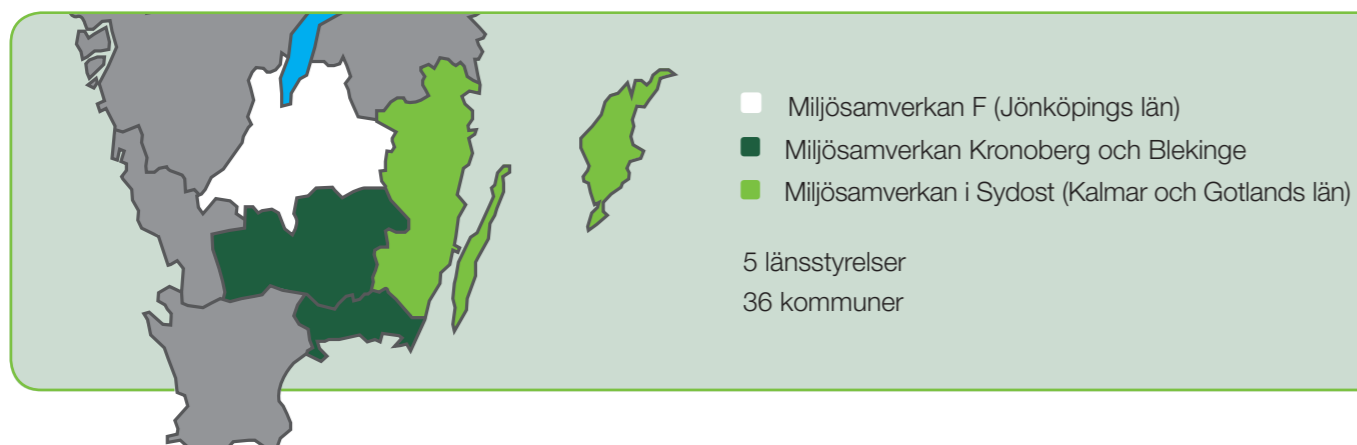 Miljösamverkan F (Jönköpings län)
Miljösamverkan Kronoberg och Blekinge
Miljösamverkan i Sydost (Kalmar och Gotlands län)
5 länsstyrelser
36 kommuner